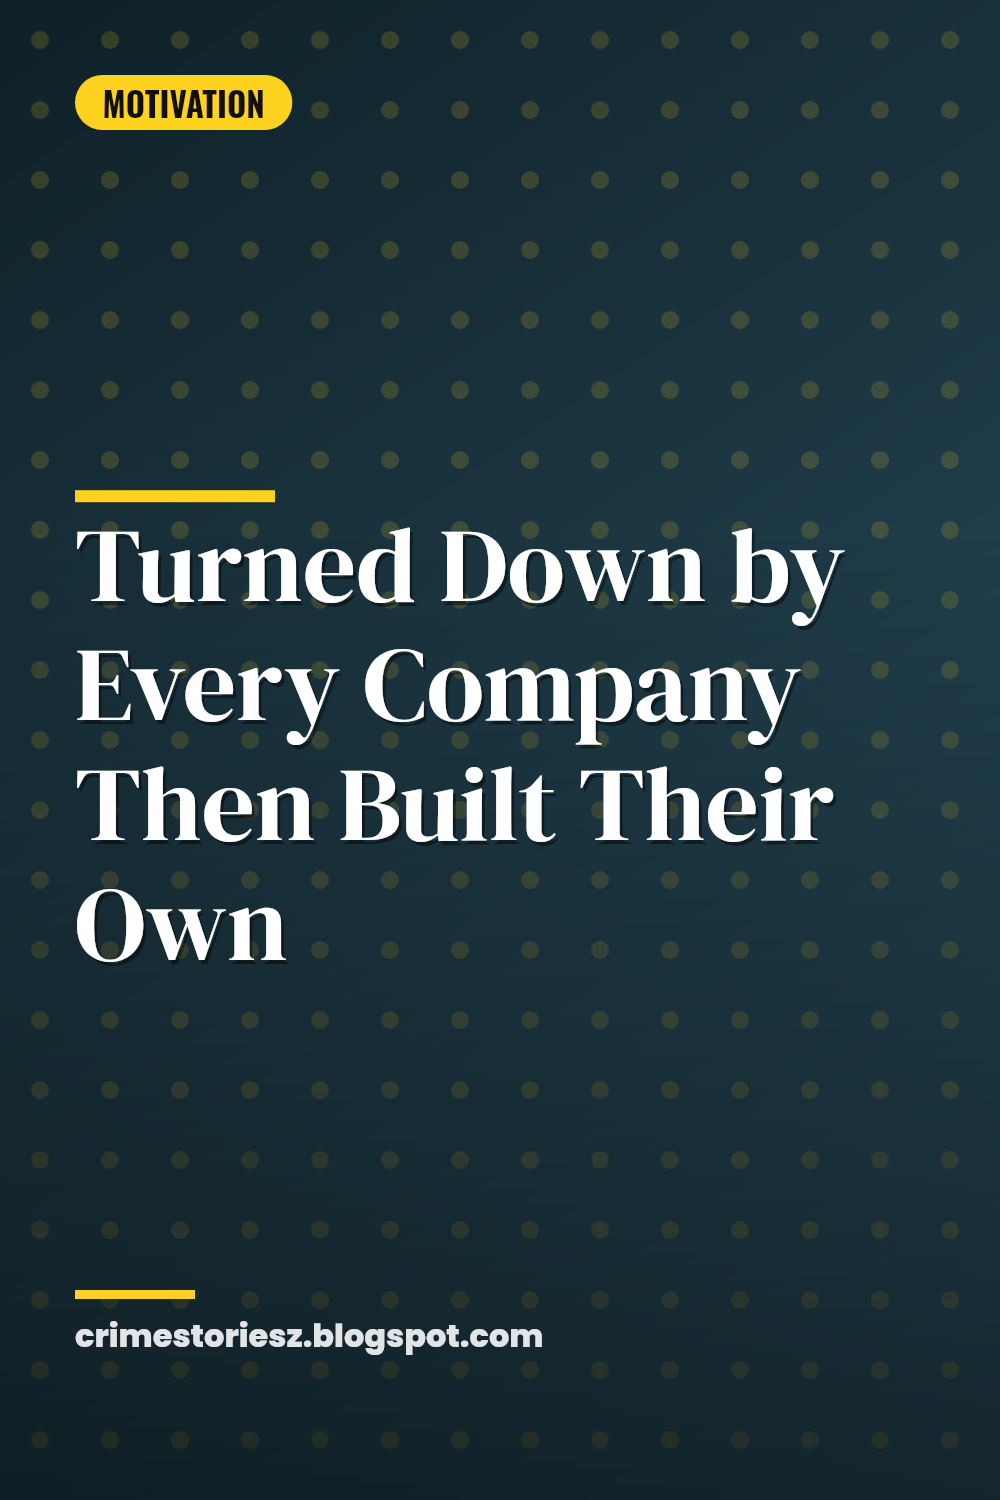 MOTIVATION
Turned Down by
Every Company
Then Built Their
Own
crimestoriesz.blogspot.com